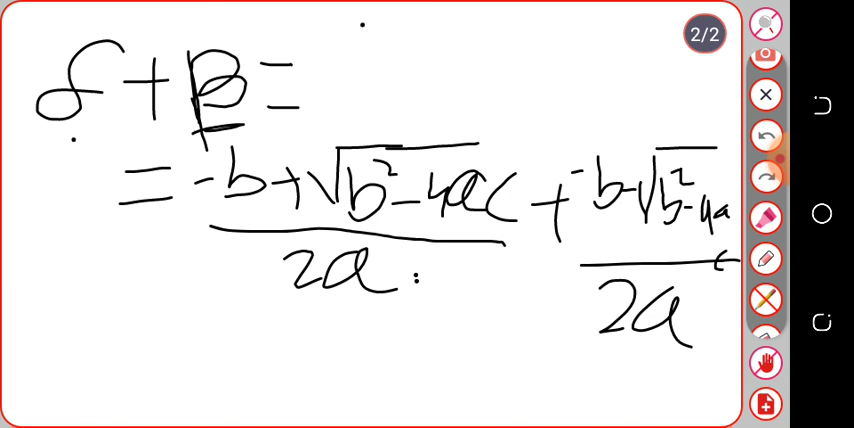 2/2
α + β =
= -b + √b² - 4ac / 2a + -b - √b² - 4ac / 2a